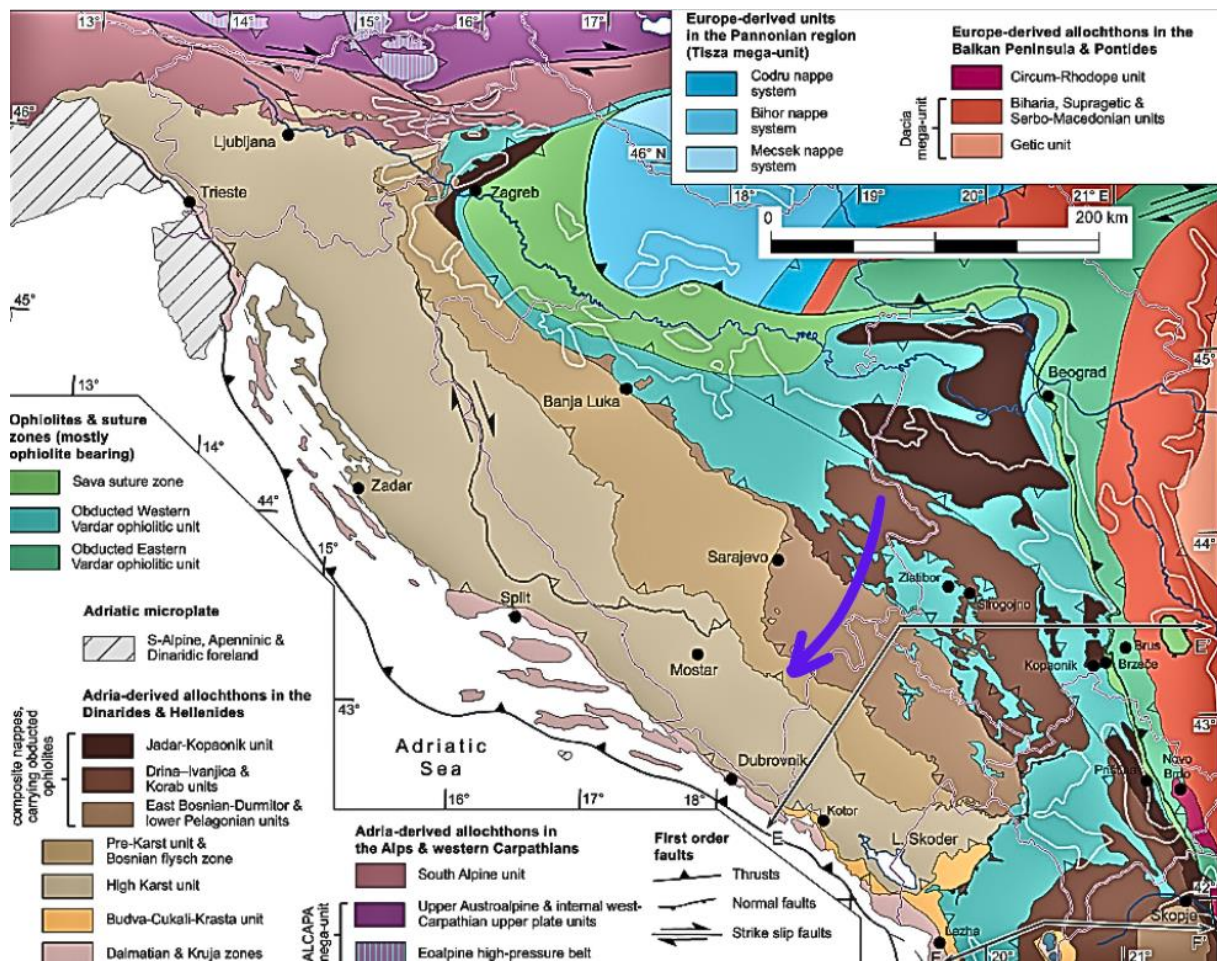 13°
14°
15°
16°
17°
46°
Ljubljana
Trieste
Zagreb
46° N
45°
Europe-derived units
in the Pannonian region
(Tisza mega-unit)
Codru nappe
system
Bihor nappe
system
Mecsek nappe
system
Europe-derived allochthons in the
Balkan Peninsula & Pontides
Circum-Rhodope unit
Dacia
mega-unit
Biharia, Supragetic &
Serbo-Macedonian units
Getic unit
18°
19°
20°
21° E
0
200 km
45°
Beograd
Banja Luka
13°
14°
44°
15°
Zadar
44°
Sarajevo
Zlatibor
Sirogojno
Split
Mostar
Kopaonik
Brus
Brzeče
E'
43°
43°
Adriatic
Sea
Dubrovnik
Priština
Novo
Brdo
16°
17°
18°
E
Kotor
L. Skoder
42°
Skopje
F'
Lezha
F
20°
21°
Ophiolites & suture
zones (mostly
ophiolite bearing)
Sava suture zone
Obducted Western
Vardar ophiolitic unit
Obducted Eastern
Vardar ophiolitic unit
Adriatic microplate
S-Alpine, Apenninic &
Dinaridic foreland
Adria-derived allochthons in the
Dinarides & Hellenides
composite nappes,
carrying obducted
ophiolites
Jadar-Kopaonik unit
Drina–Ivanjica &
Korab units
East Bosnian-Durmitor &
lower Pelagonian units
Pre-Karst unit &
Bosnian flysch zone
High Karst unit
Budva-Cukali-Krasta unit
Dalmatian & Kruja zones
Adria-derived allochthons in
the Alps & western Carpathians
South Alpine unit
ALCAPA
mega-unit
Upper Austroalpine & internal west-
Carpathian upper plate units
Eoalpine high-pressure belt
First order
faults
Thrusts
Normal faults
Strike slip faults